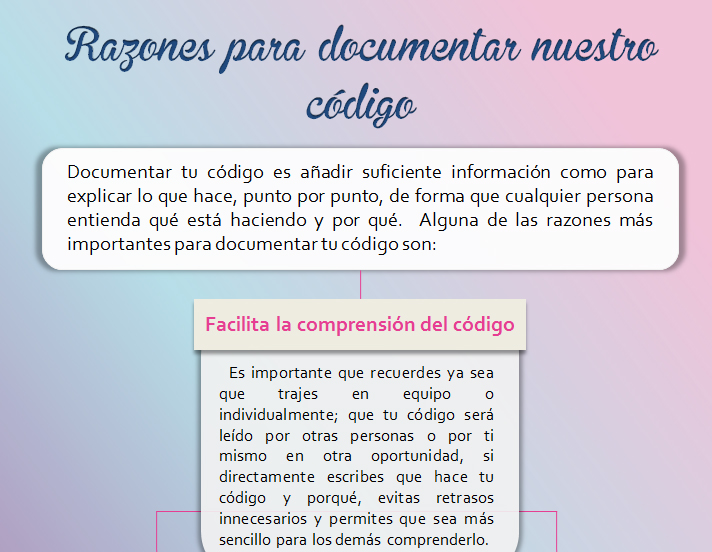 Razones para documentar nuestro
código
Documentar tu código es añadir suficiente información como para
explicar lo que hace, punto por punto, de forma que cualquier persona
entienda qué está haciendo y por qué. Alguna de las razones más
importantes para documentar tu código son:
Facilita la comprensión del código
Es importante que recuerdes ya sea
que trajes en equipo o
individualmente; que tu código será
leído por otras personas o por ti
mismo en otra oportunidad, si
directamente escribes que hace tu
código y porqué, evitas retrasos
innecesarios y permites que sea más
sencillo para los demás comprenderlo.